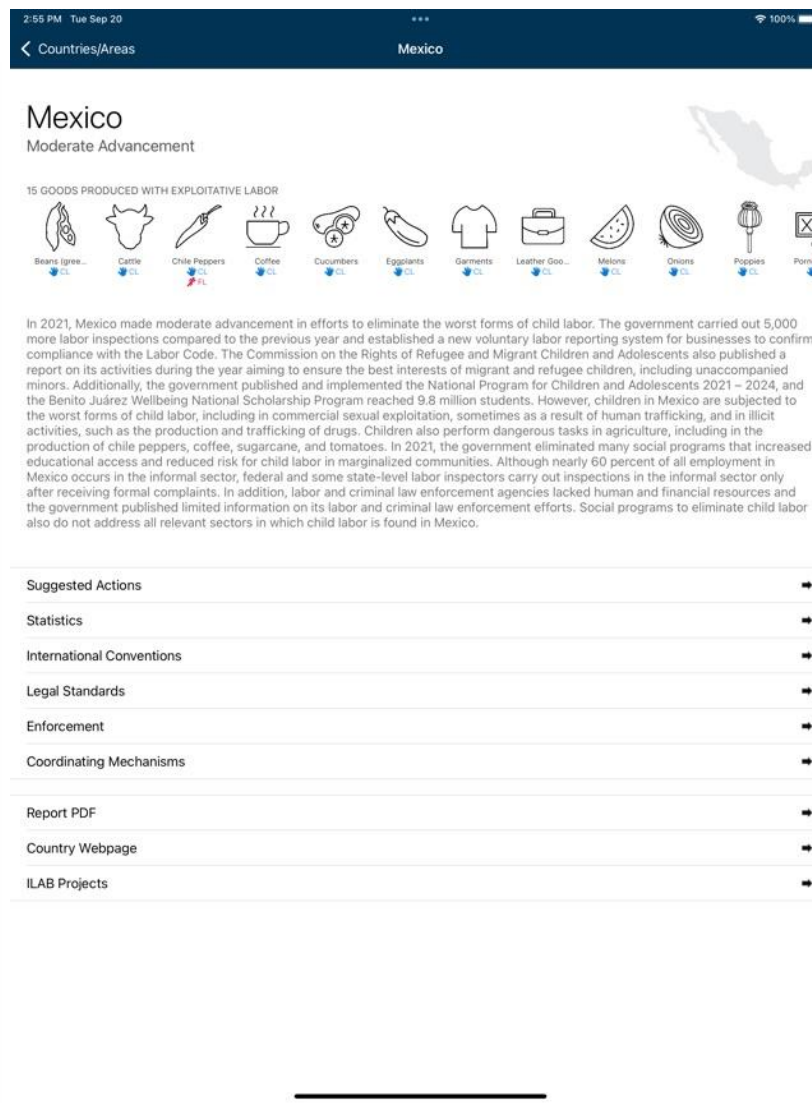 2:55 PM Tue Sep 20
100%
Countries/Areas
Mexico
Mexico
Moderate Advancement
15 GOODS PRODUCED WITH EXPLOITATIVE LABOR
Beans (gree... Cattle Chile Peppers Coffee Cucumbers Eggplants Garments Leather Goo... Melons Onions Poppies Porn
CL CL CL CL CL CL CL CL CL CL CL
FL
In 2021, Mexico made moderate advancement in efforts to eliminate the worst forms of child labor. The government carried out 5,000
more labor inspections compared to the previous year and established a new voluntary labor reporting system for businesses to confirm
compliance with the Labor Code. The Commission on the Rights of Refugee and Migrant Children and Adolescents also published a
report on its activities during the year aiming to ensure the best interests of migrant and refugee children, including unaccompanied
minors. Additionally, the government published and implemented the National Program for Children and Adolescents 2021 – 2024, and
the Benito Juárez Wellbeing National Scholarship Program reached 9.8 million students. However, children in Mexico are subjected to
the worst forms of child labor, including in commercial sexual exploitation, sometimes as a result of human trafficking, and in illicit
activities, such as the production and trafficking of drugs. Children also perform dangerous tasks in agriculture, including in the
production of chile peppers, coffee, sugarcane, and tomatoes. In 2021, the government eliminated many social programs that increased
educational access and reduced risk for child labor in marginalized communities. Although nearly 60 percent of all employment in
Mexico occurs in the informal sector, federal and some state-level labor inspectors carry out inspections in the informal sector only
after receiving formal complaints. In addition, labor and criminal law enforcement agencies lacked human and financial resources and
the government published limited information on its labor and criminal law enforcement efforts. Social programs to eliminate child labor
also do not address all relevant sectors in which child labor is found in Mexico.
Suggested Actions
Statistics
International Conventions
Legal Standards
Enforcement
Coordinating Mechanisms
Report PDF
Country Webpage
ILAB Projects